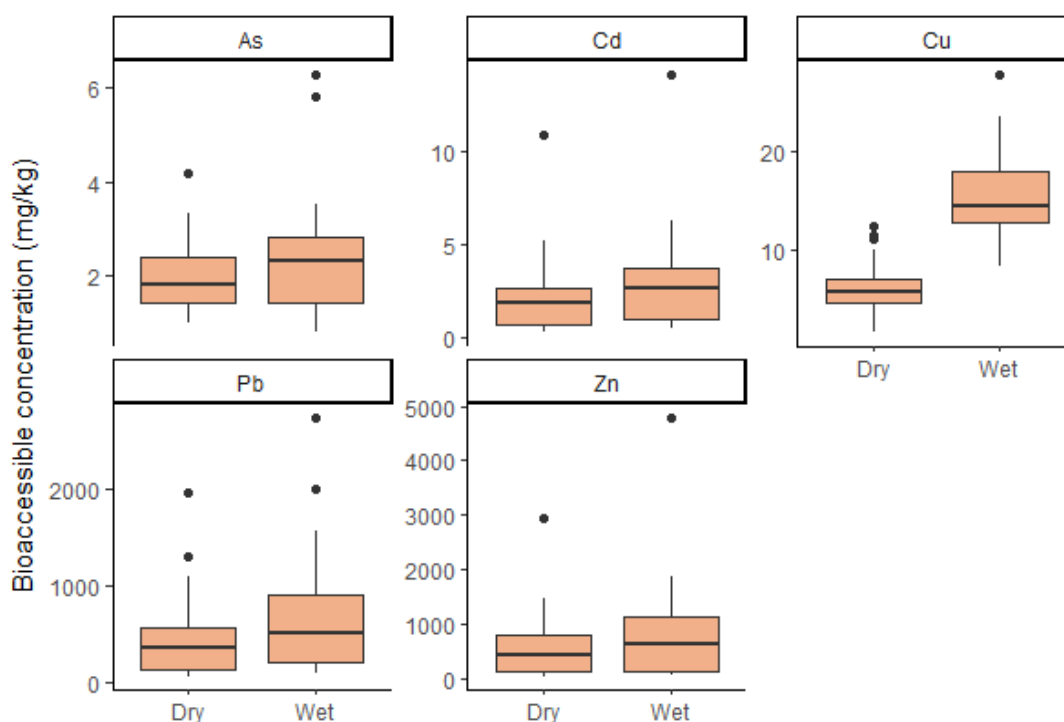 As
Cd
Cu
Bioaccessible concentration (mg/kg)
6
4
2
10
5
0
20
10
Dry
Wet
Pb
Zn
2000
1000
0
5000
4000
3000
2000
1000
0
Dry
Wet
Dry
Wet